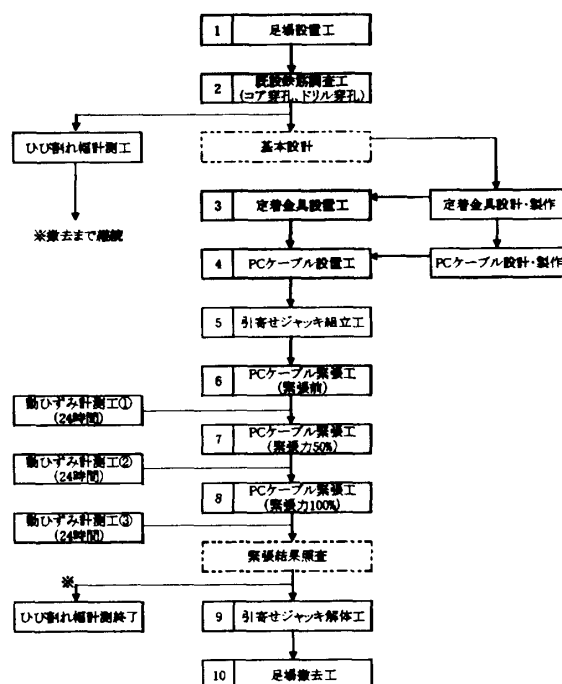 1 足場設置工
2 既設鉄筋調査工
(コア穿孔、ドリル穿孔)
ひび割れ幅計測工
基本設計
※撤去まで継続
3 定着金具設置工
定着金具設計・製作
4 PCケーブル設置工
PCケーブル設計・製作
5 引寄せジャッキ組立工
6 PCケーブル緊張工
(緊張前)
動ひずみ計測工①
(24時間)
7 PCケーブル緊張工
(緊張力50%)
動ひずみ計測工②
(24時間)
8 PCケーブル緊張工
(緊張力100%)
動ひずみ計測工③
(24時間)
緊張結果照査
※
ひび割れ幅計測終了
9 引寄せジャッキ解体工
10 足場撤去工